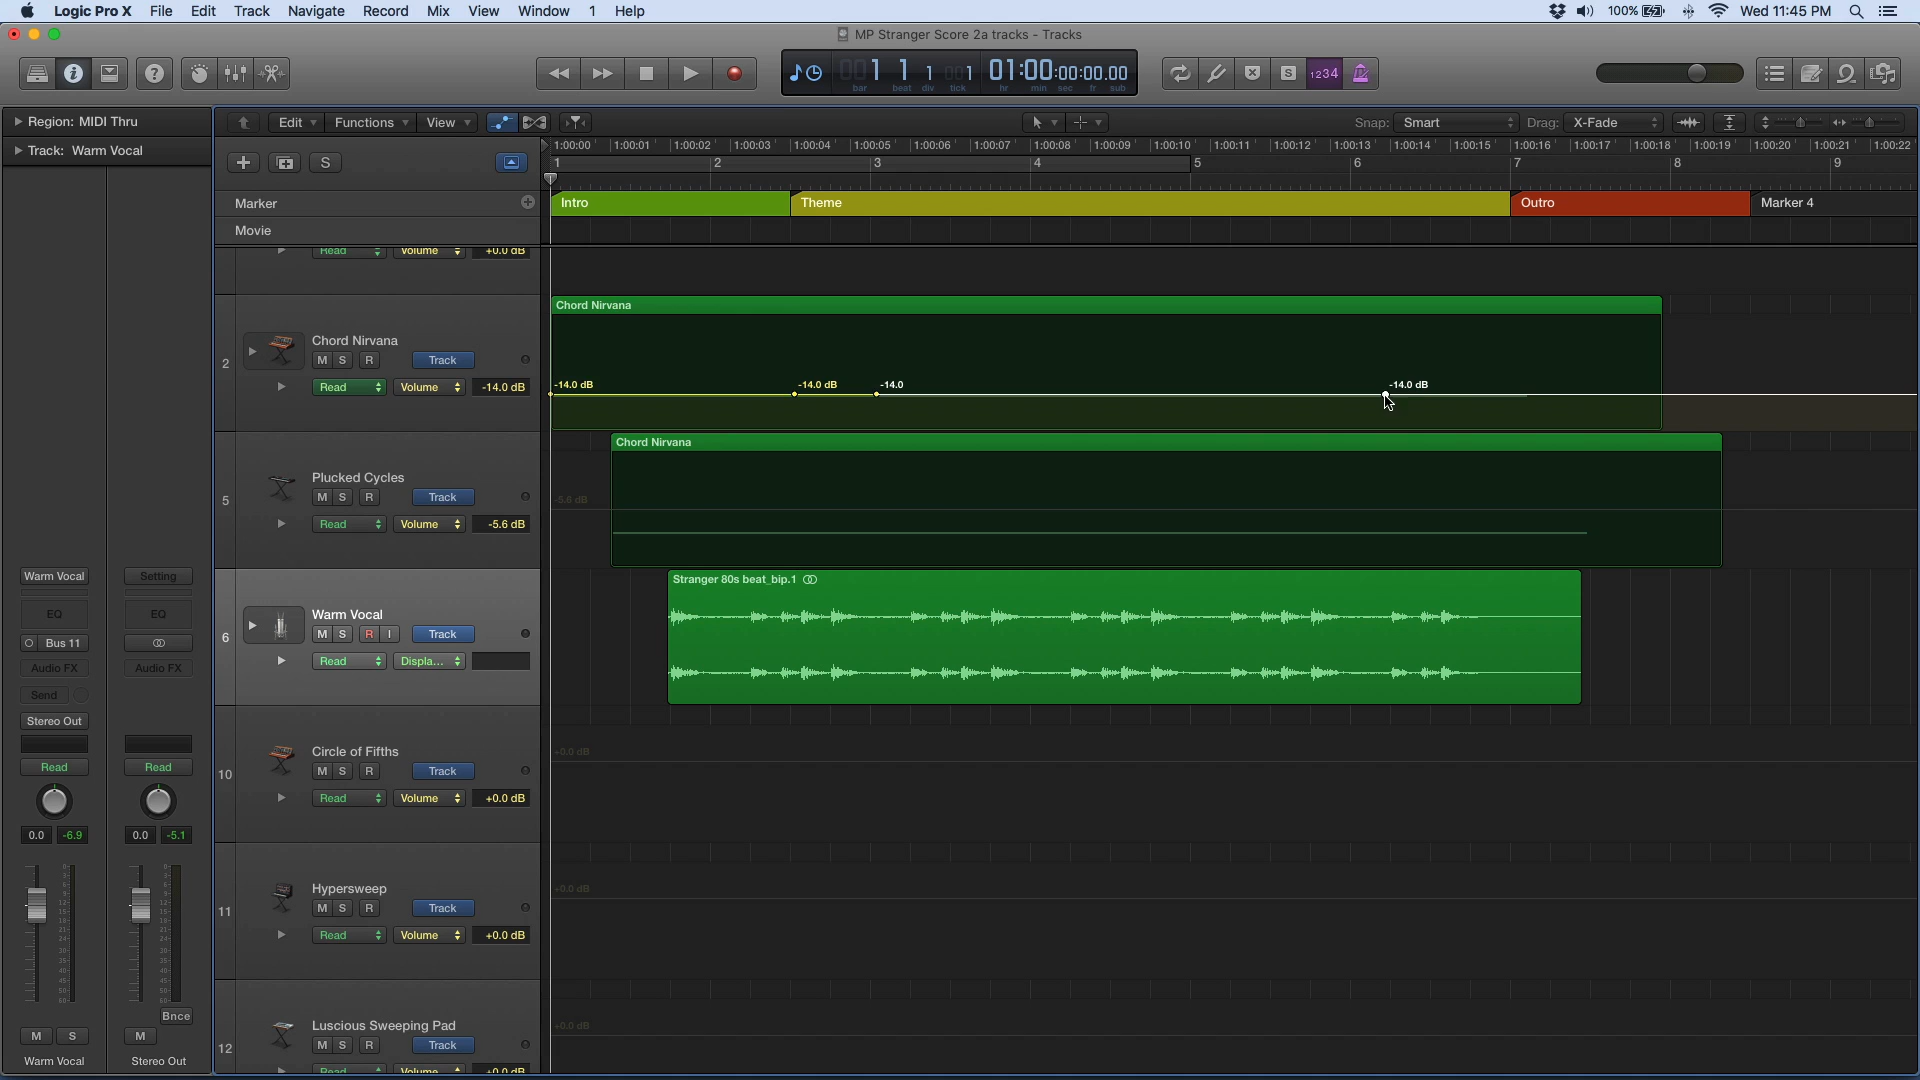 Logic Pro X File Edit Track Navigate Record Mix View Window 1 Help 100% Wed 11:45 PM
MP Stranger Score 2a tracks - Tracks
001 1 1 001 01:00:00:00.00
bar beat div tick hr min sec fr sub
S 1234
Region: MIDI Thru
Track: Warm Vocal
Edit Functions View Snap: Smart Drag: X-Fade
1:00:00 1:00:01 1:00:02 1:00:03 1:00:04 1:00:05 1:00:06 1:00:07 1:00:08 1:00:09 1:00:10 1:00:11 1:00:12 1:00:13 1:00:14 1:00:15 1:00:16 1:00:17 1:00:18 1:00:19 1:00:20 1:00:21 1:00:22
S
1 2 3 4 5 6 7 8 9
Marker
Intro Theme Outro Marker 4
Movie
Read Volume +0.0 dB
Chord Nirvana
2
Chord Nirvana
M S R Track
Read Volume -14.0 dB
-14.0 dB -14.0 dB -14.0 -14.0 dB
Chord Nirvana
5
Plucked Cycles
M S R Track
Read Volume -5.6 dB
-5.6 dB
Stranger 80s beat_bip.1
6
Warm Vocal
M S R I Track
Read Displa...
10
Circle of Fifths
M S R Track
Read Volume +0.0 dB
+0.0 dB
11
Hypersweep
M S R Track
Read Volume +0.0 dB
+0.0 dB
12
Luscious Sweeping Pad
M S R Track
Read Volume +0.0 dB
+0.0 dB
Warm Vocal Setting
EQ EQ
Bus 11
Audio FX Audio FX
Send
Stereo Out
Read Read
0.0 -6.9 0.0 -5.1
Bnce
M S M
Warm Vocal Stereo Out